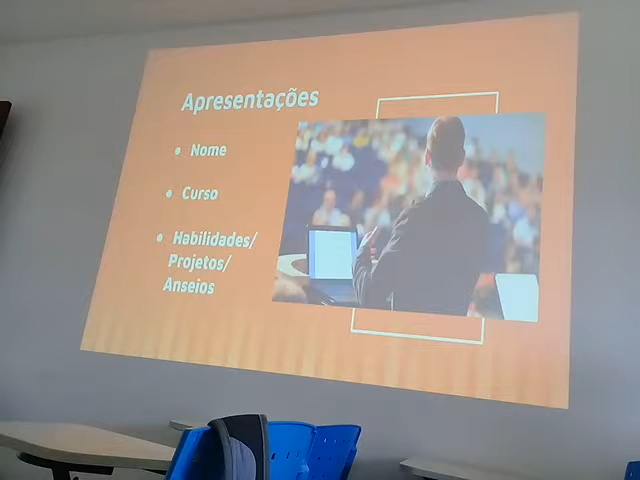 Apresentações
• Nome
• Curso
• Habilidades/
Projetos/
Anseios